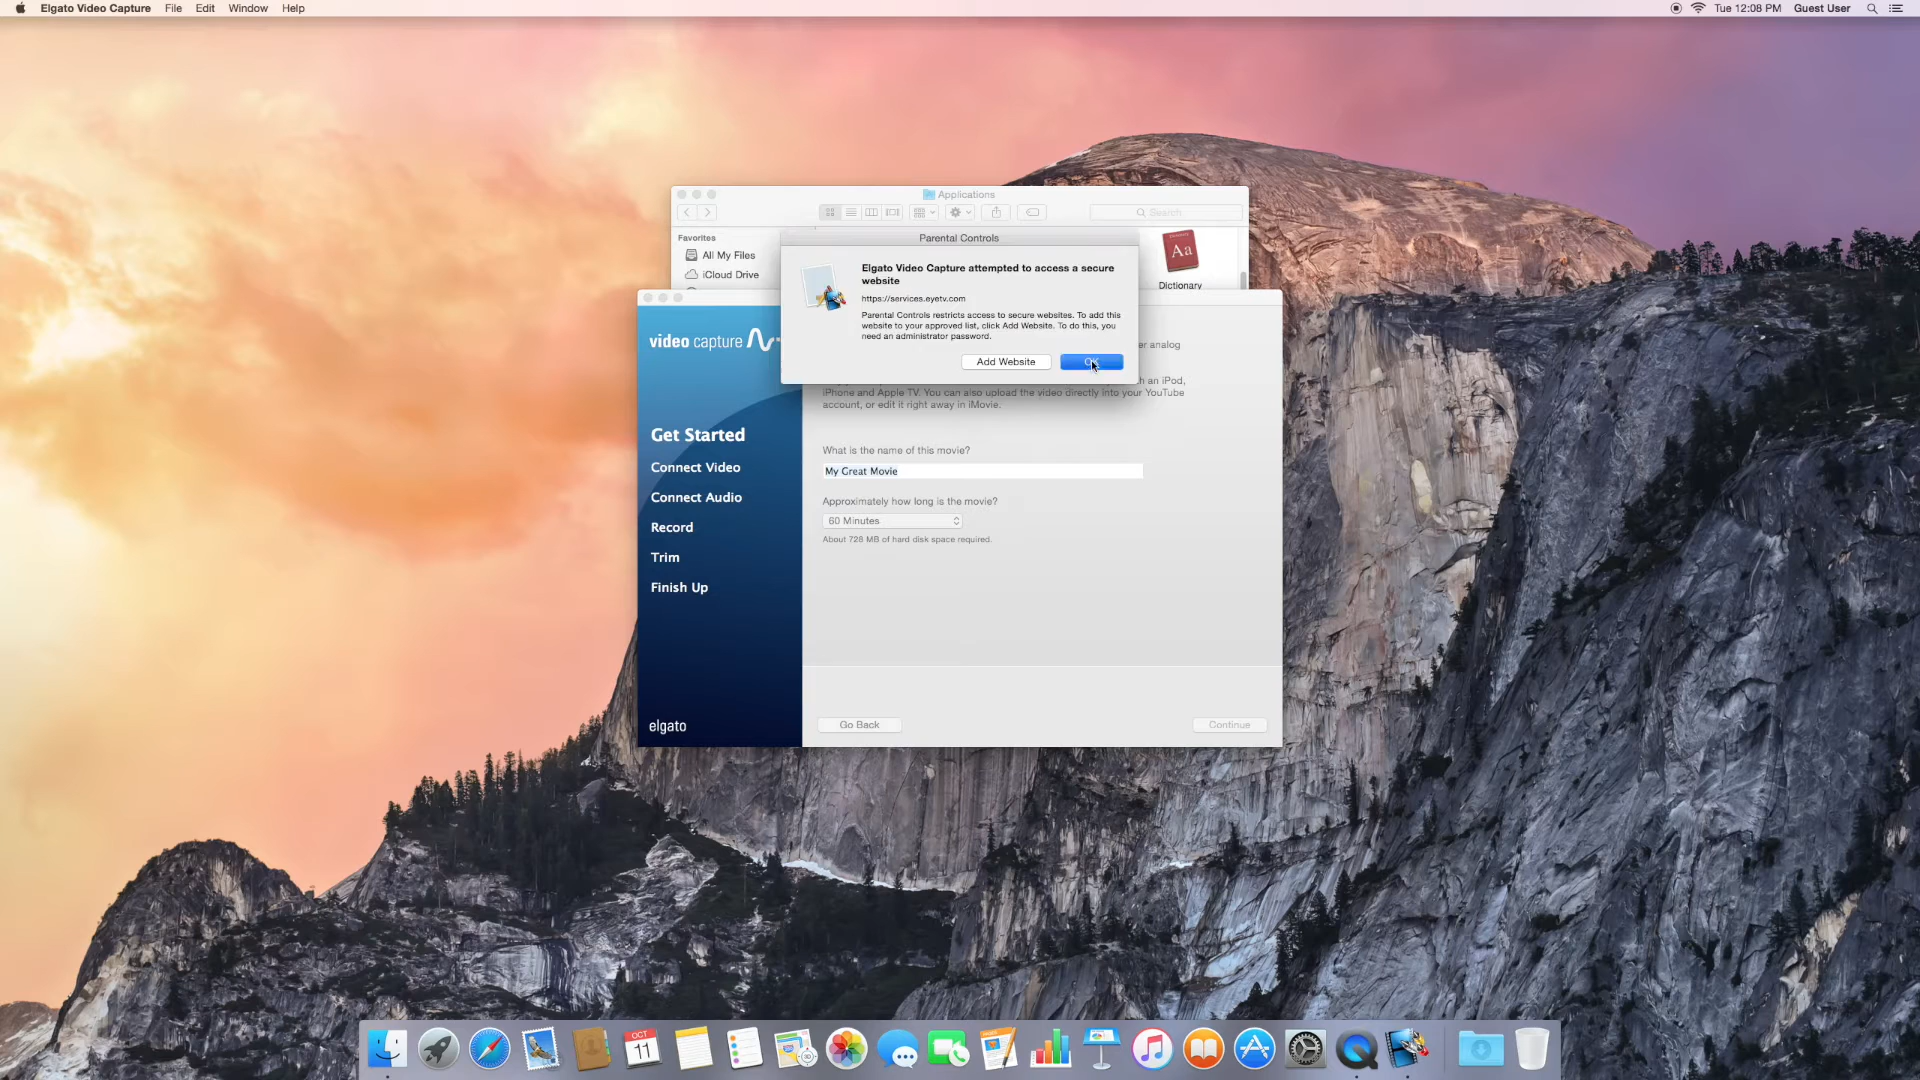 Elgato Video Capture File Edit Window Help
Tue 12:08 PM Guest User
Applications
Search
Favorites
All My Files
iCloud Drive
Aa
Dictionary
Parental Controls
Elgato Video Capture attempted to access a secure
website
https://services.eyetv.com
Parental Controls restricts access to secure websites. To add this
website to your approved list, click Add Website. To do this, you
need an administrator password.
Add Website
OK
video capture
er analog
h an iPod,
iPhone and Apple TV. You can also upload the video directly into your YouTube
account, or edit it right away in iMovie.
Get Started
Connect Video
Connect Audio
Record
Trim
Finish Up
elgato
What is the name of this movie?
My Great Movie
Approximately how long is the movie?
60 Minutes
About 728 MB of hard disk space required.
Go Back
Continue
OCT
11